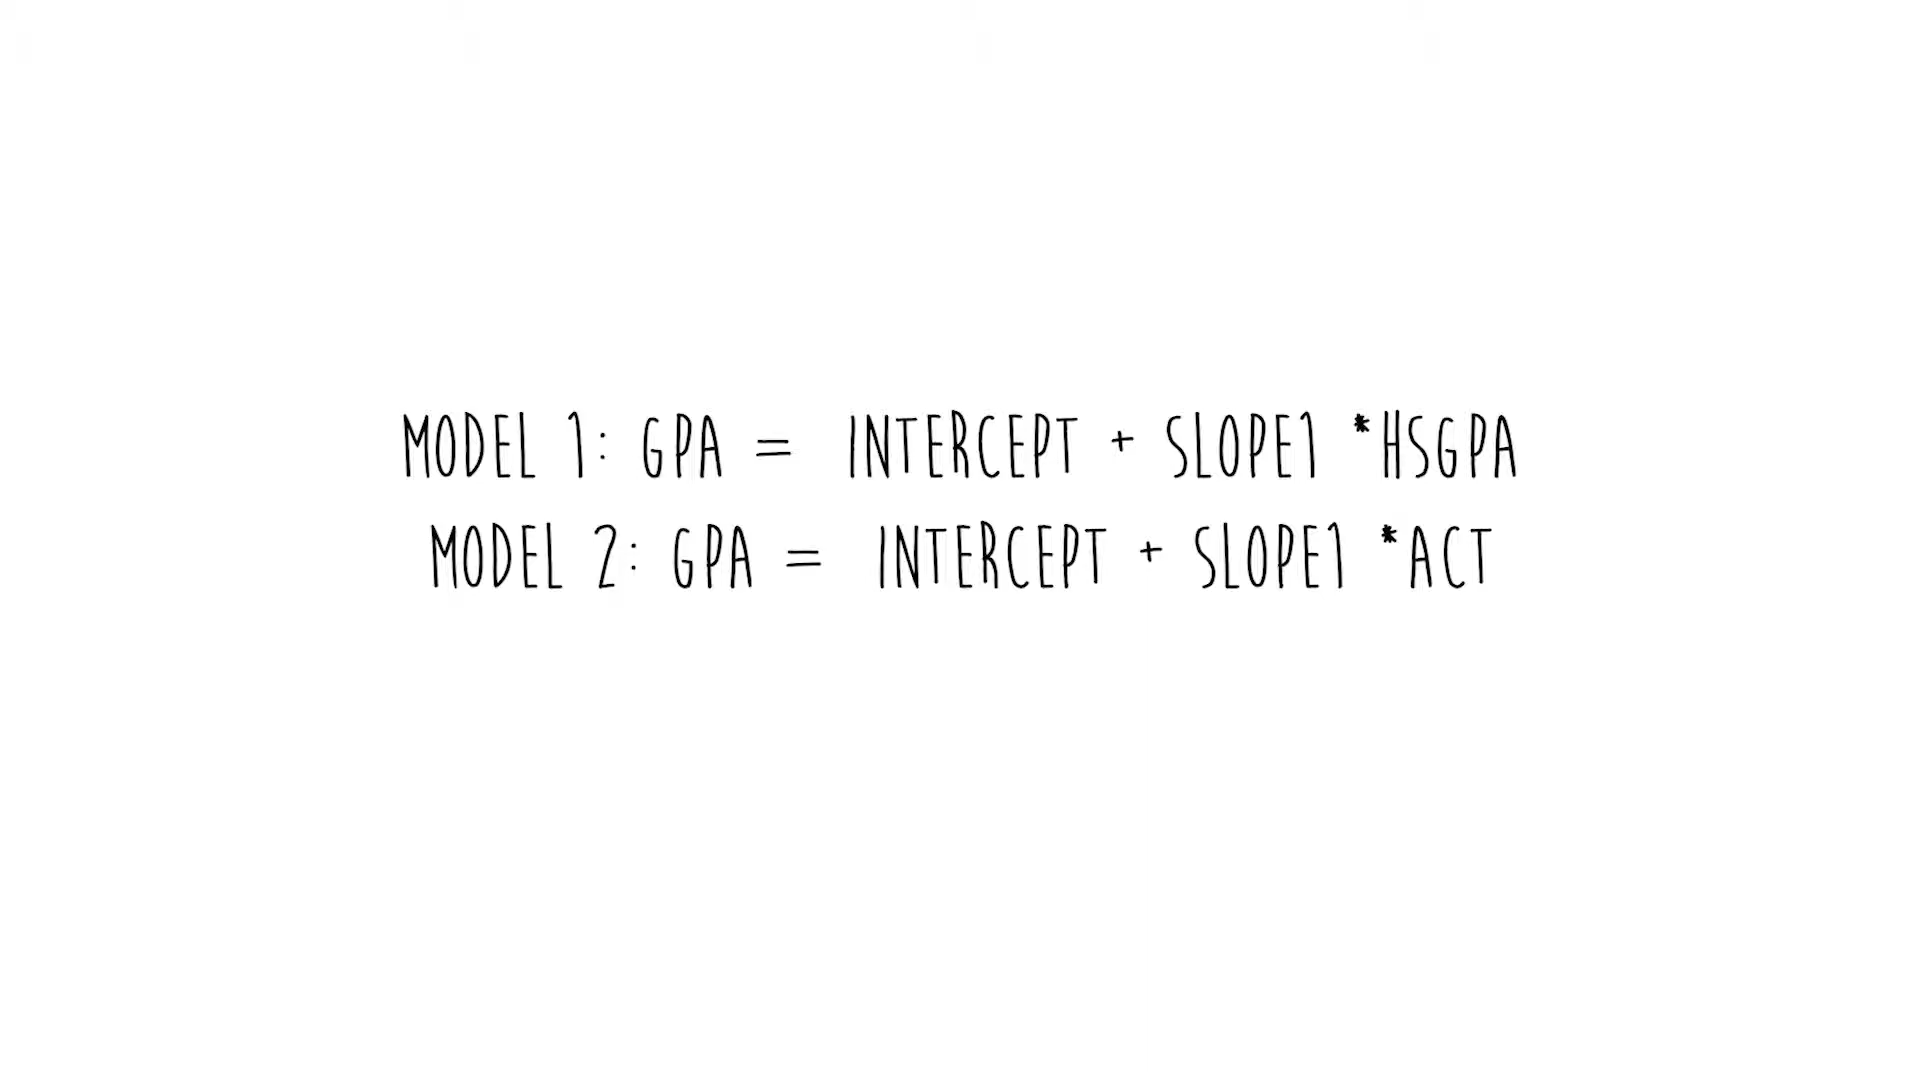 MODEL 1: GPA = INTERCEPT + SLOPE1 *HSGPA
MODEL 2: GPA = INTERCEPT + SLOPE1 *ACT